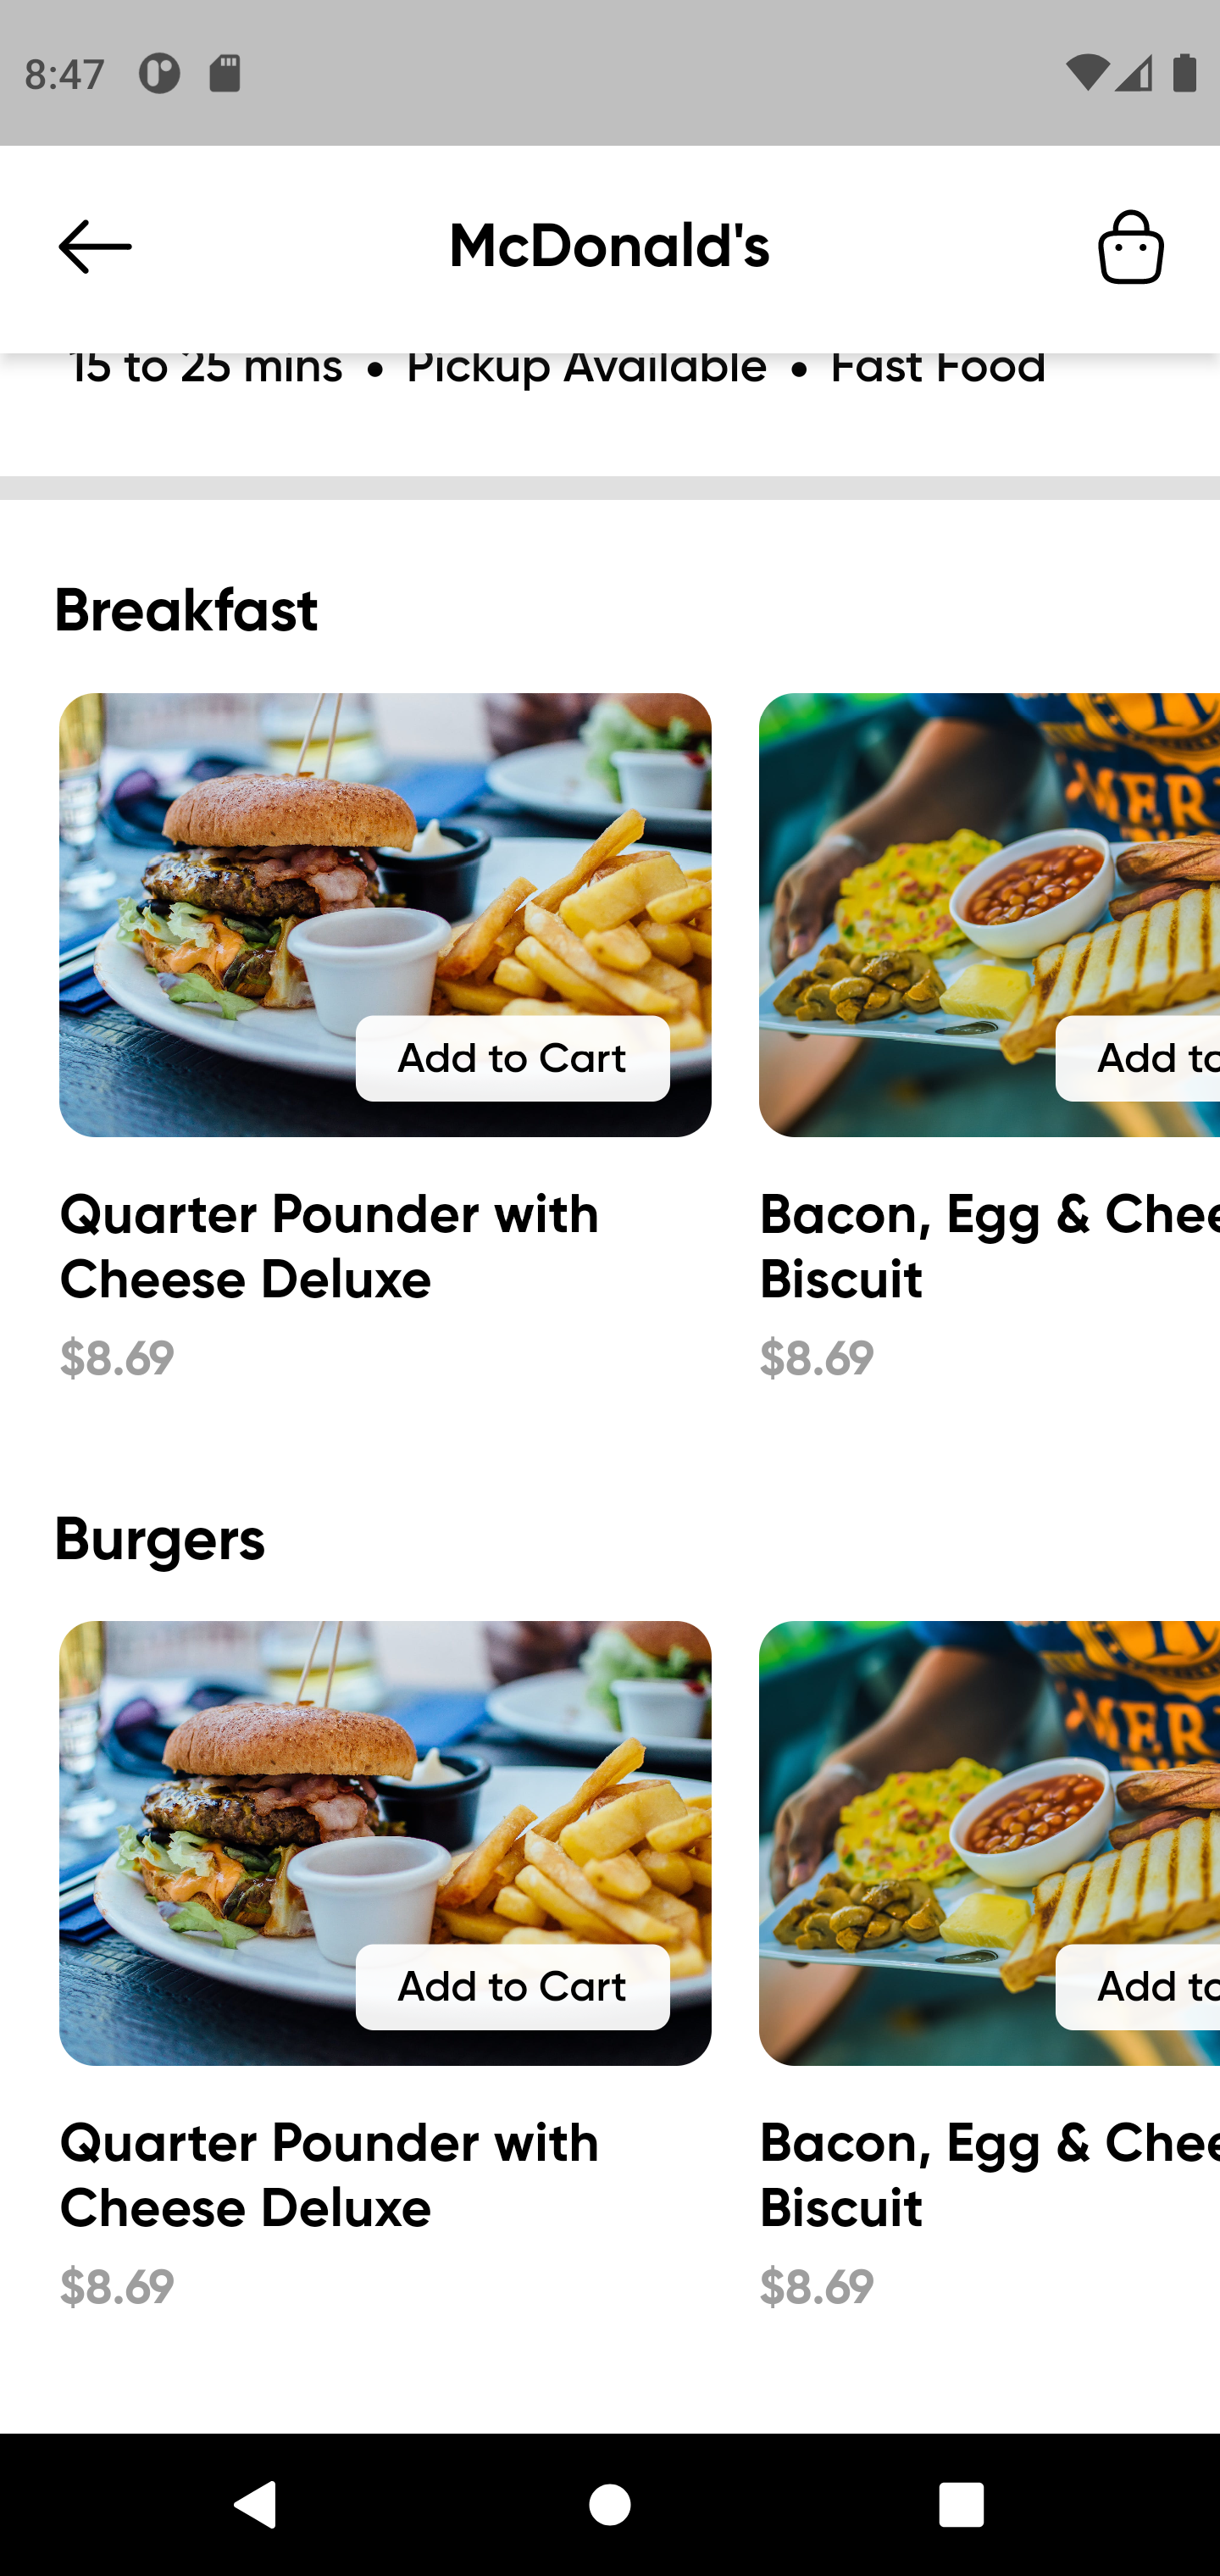 8:47
McDonald's
15 to 25 mins • Pickup Available • Fast Food
Breakfast
Add to Cart
Add to
Quarter Pounder with
Cheese Deluxe
$8.69
Bacon, Egg & Chee
Biscuit
$8.69
Burgers
Add to Cart
Add to
Quarter Pounder with
Cheese Deluxe
$8.69
Bacon, Egg & Chee
Biscuit
$8.69